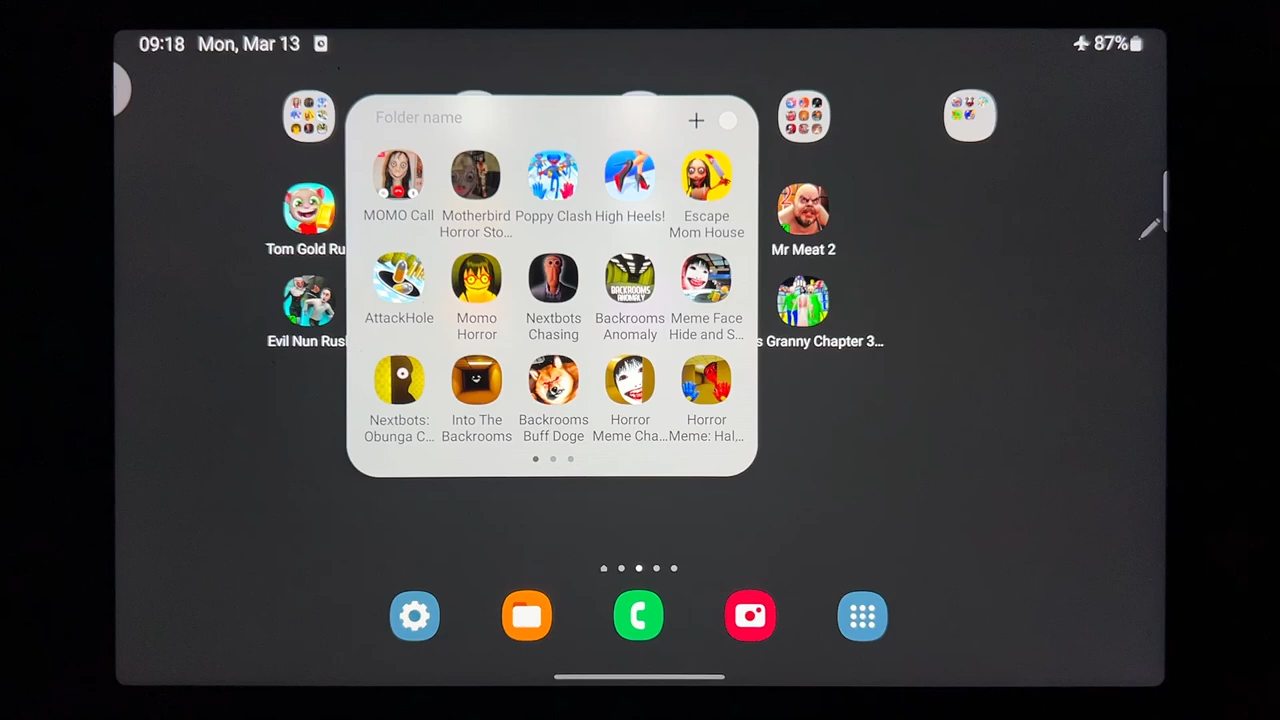 09:18 Mon, Mar 13
87%
Folder name
MOMO Call
Motherbird
Horror Sto...
Poppy Clash
High Heels!
Escape
Mom House
Tom Gold Ru
Mr Meat 2
AttackHole
Momo
Horror
Nextbots
Chasing
BACKROOMS
ANOMALY
Backrooms
Anomaly
Meme Face
Hide and S...
Evil Nun Rus
s Granny Chapter 3...
Nextbots:
Obunga C...
Into The
Backrooms
Backrooms
Buff Doge
Horror
Meme Cha...
Horror
Meme: Hal...